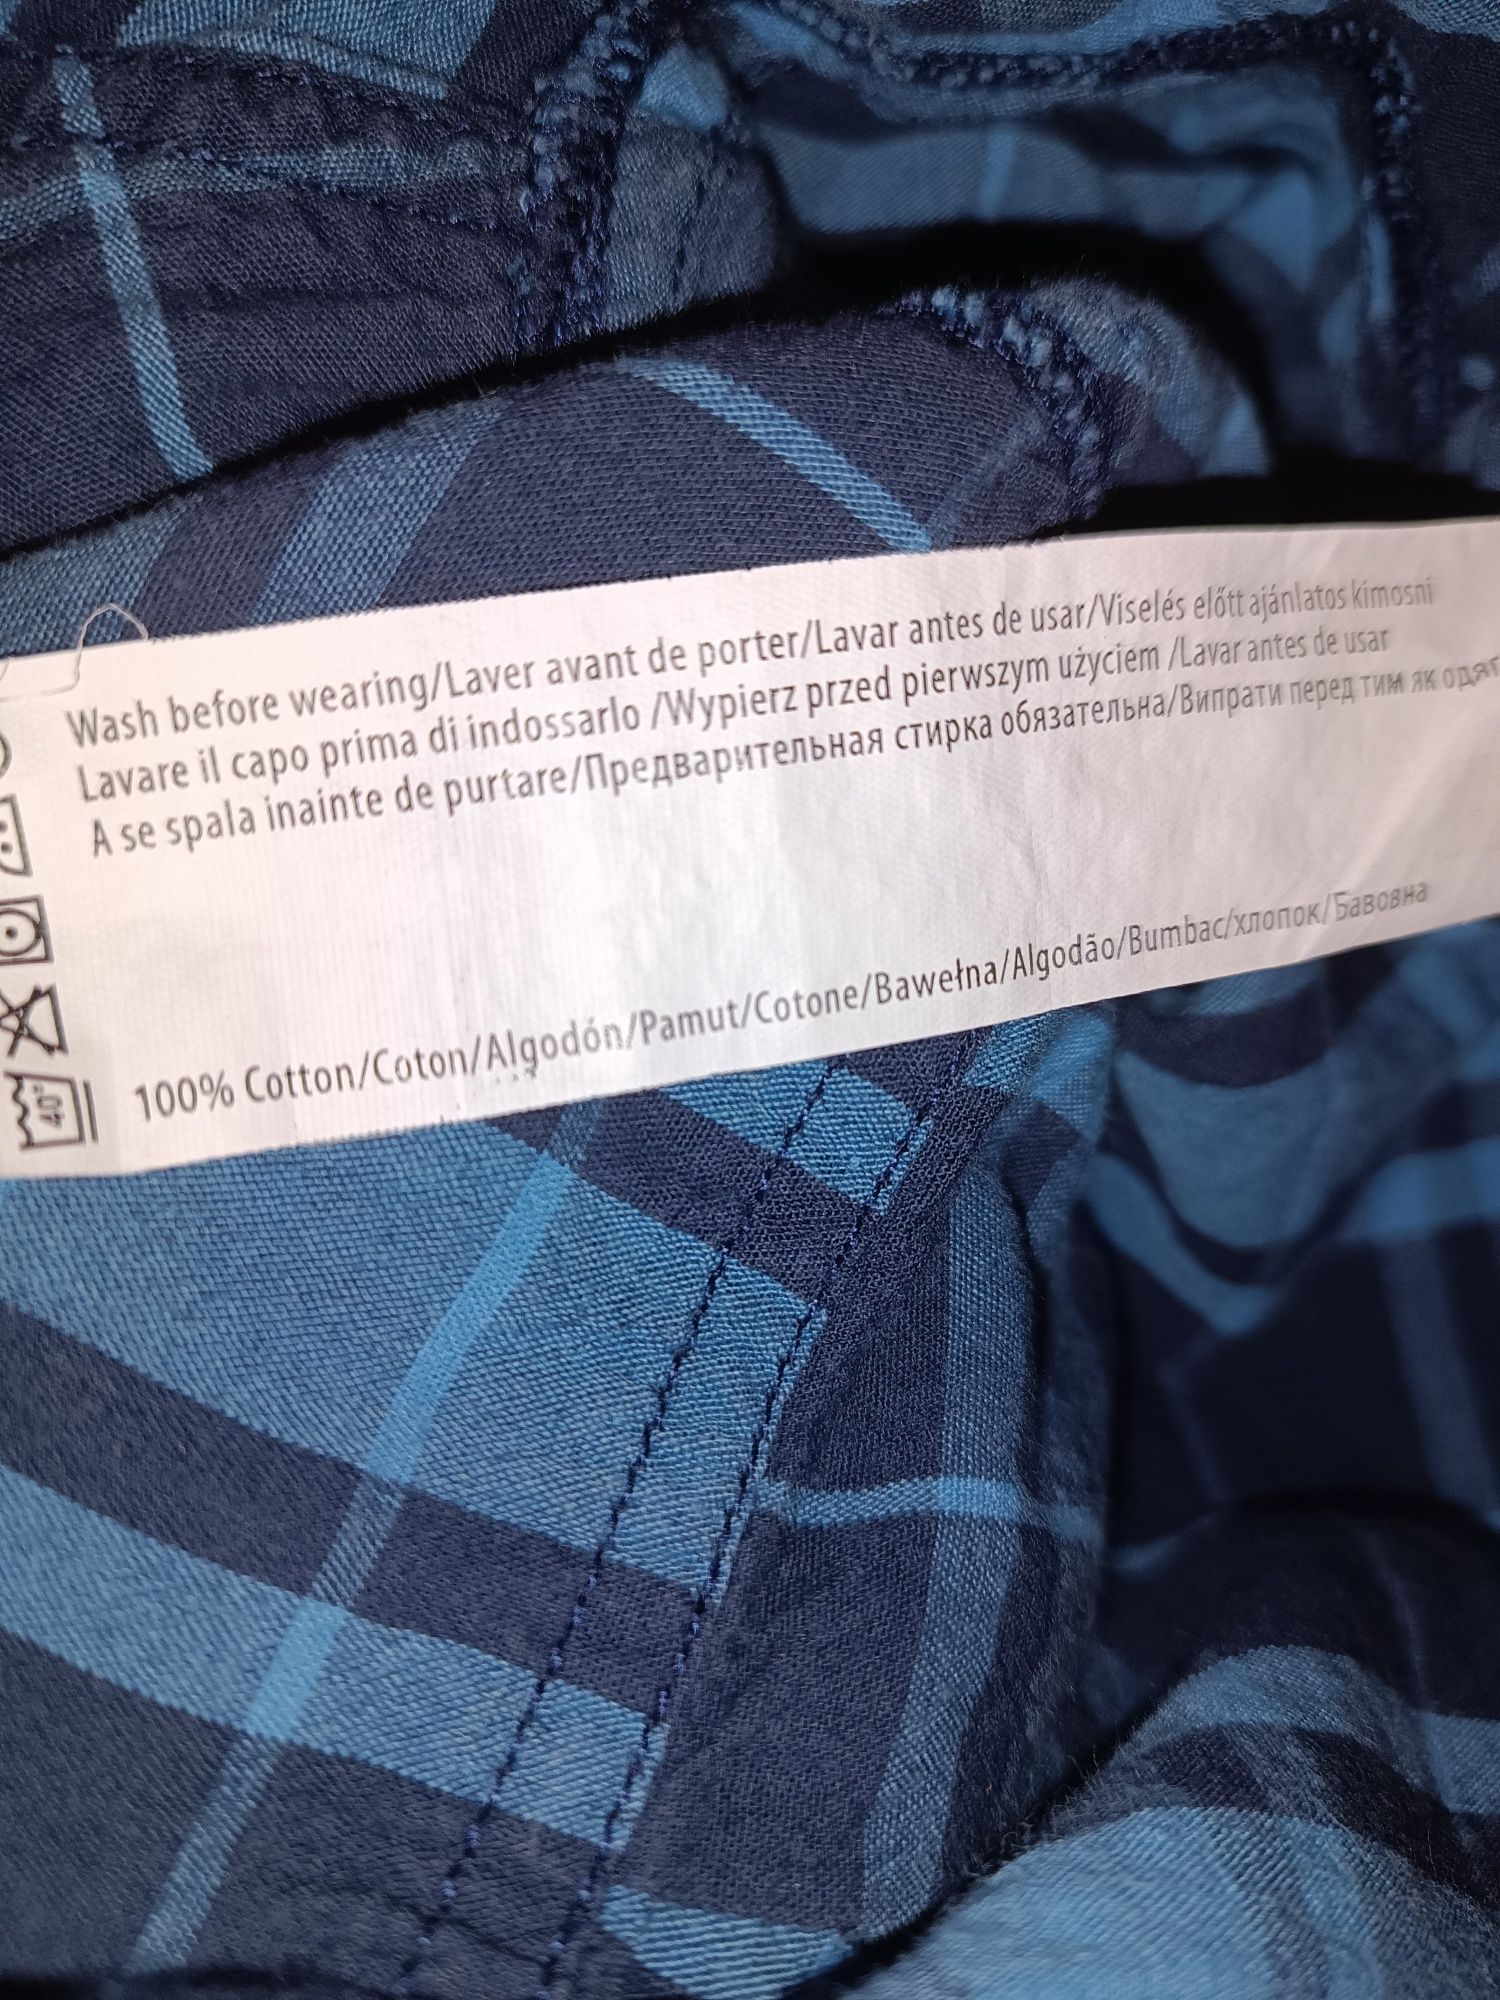 Wash before wearing/Laver avant de porter/Lavar antes de usar/Viselés előtt ajánlatos kimosni
Lavare il capo prima di indossarlo /Wypierz przed pierwszym użyciem /Lavar antes de usar
A se spala inainte de purtare/Предварительная стирка обязательна/Випрати перед тим як одяг
100% Cotton/Coton/Algodón/Pamut/Cotone/Bawełna/Algodão/Bumbac/хлопок/Бавовна
40°